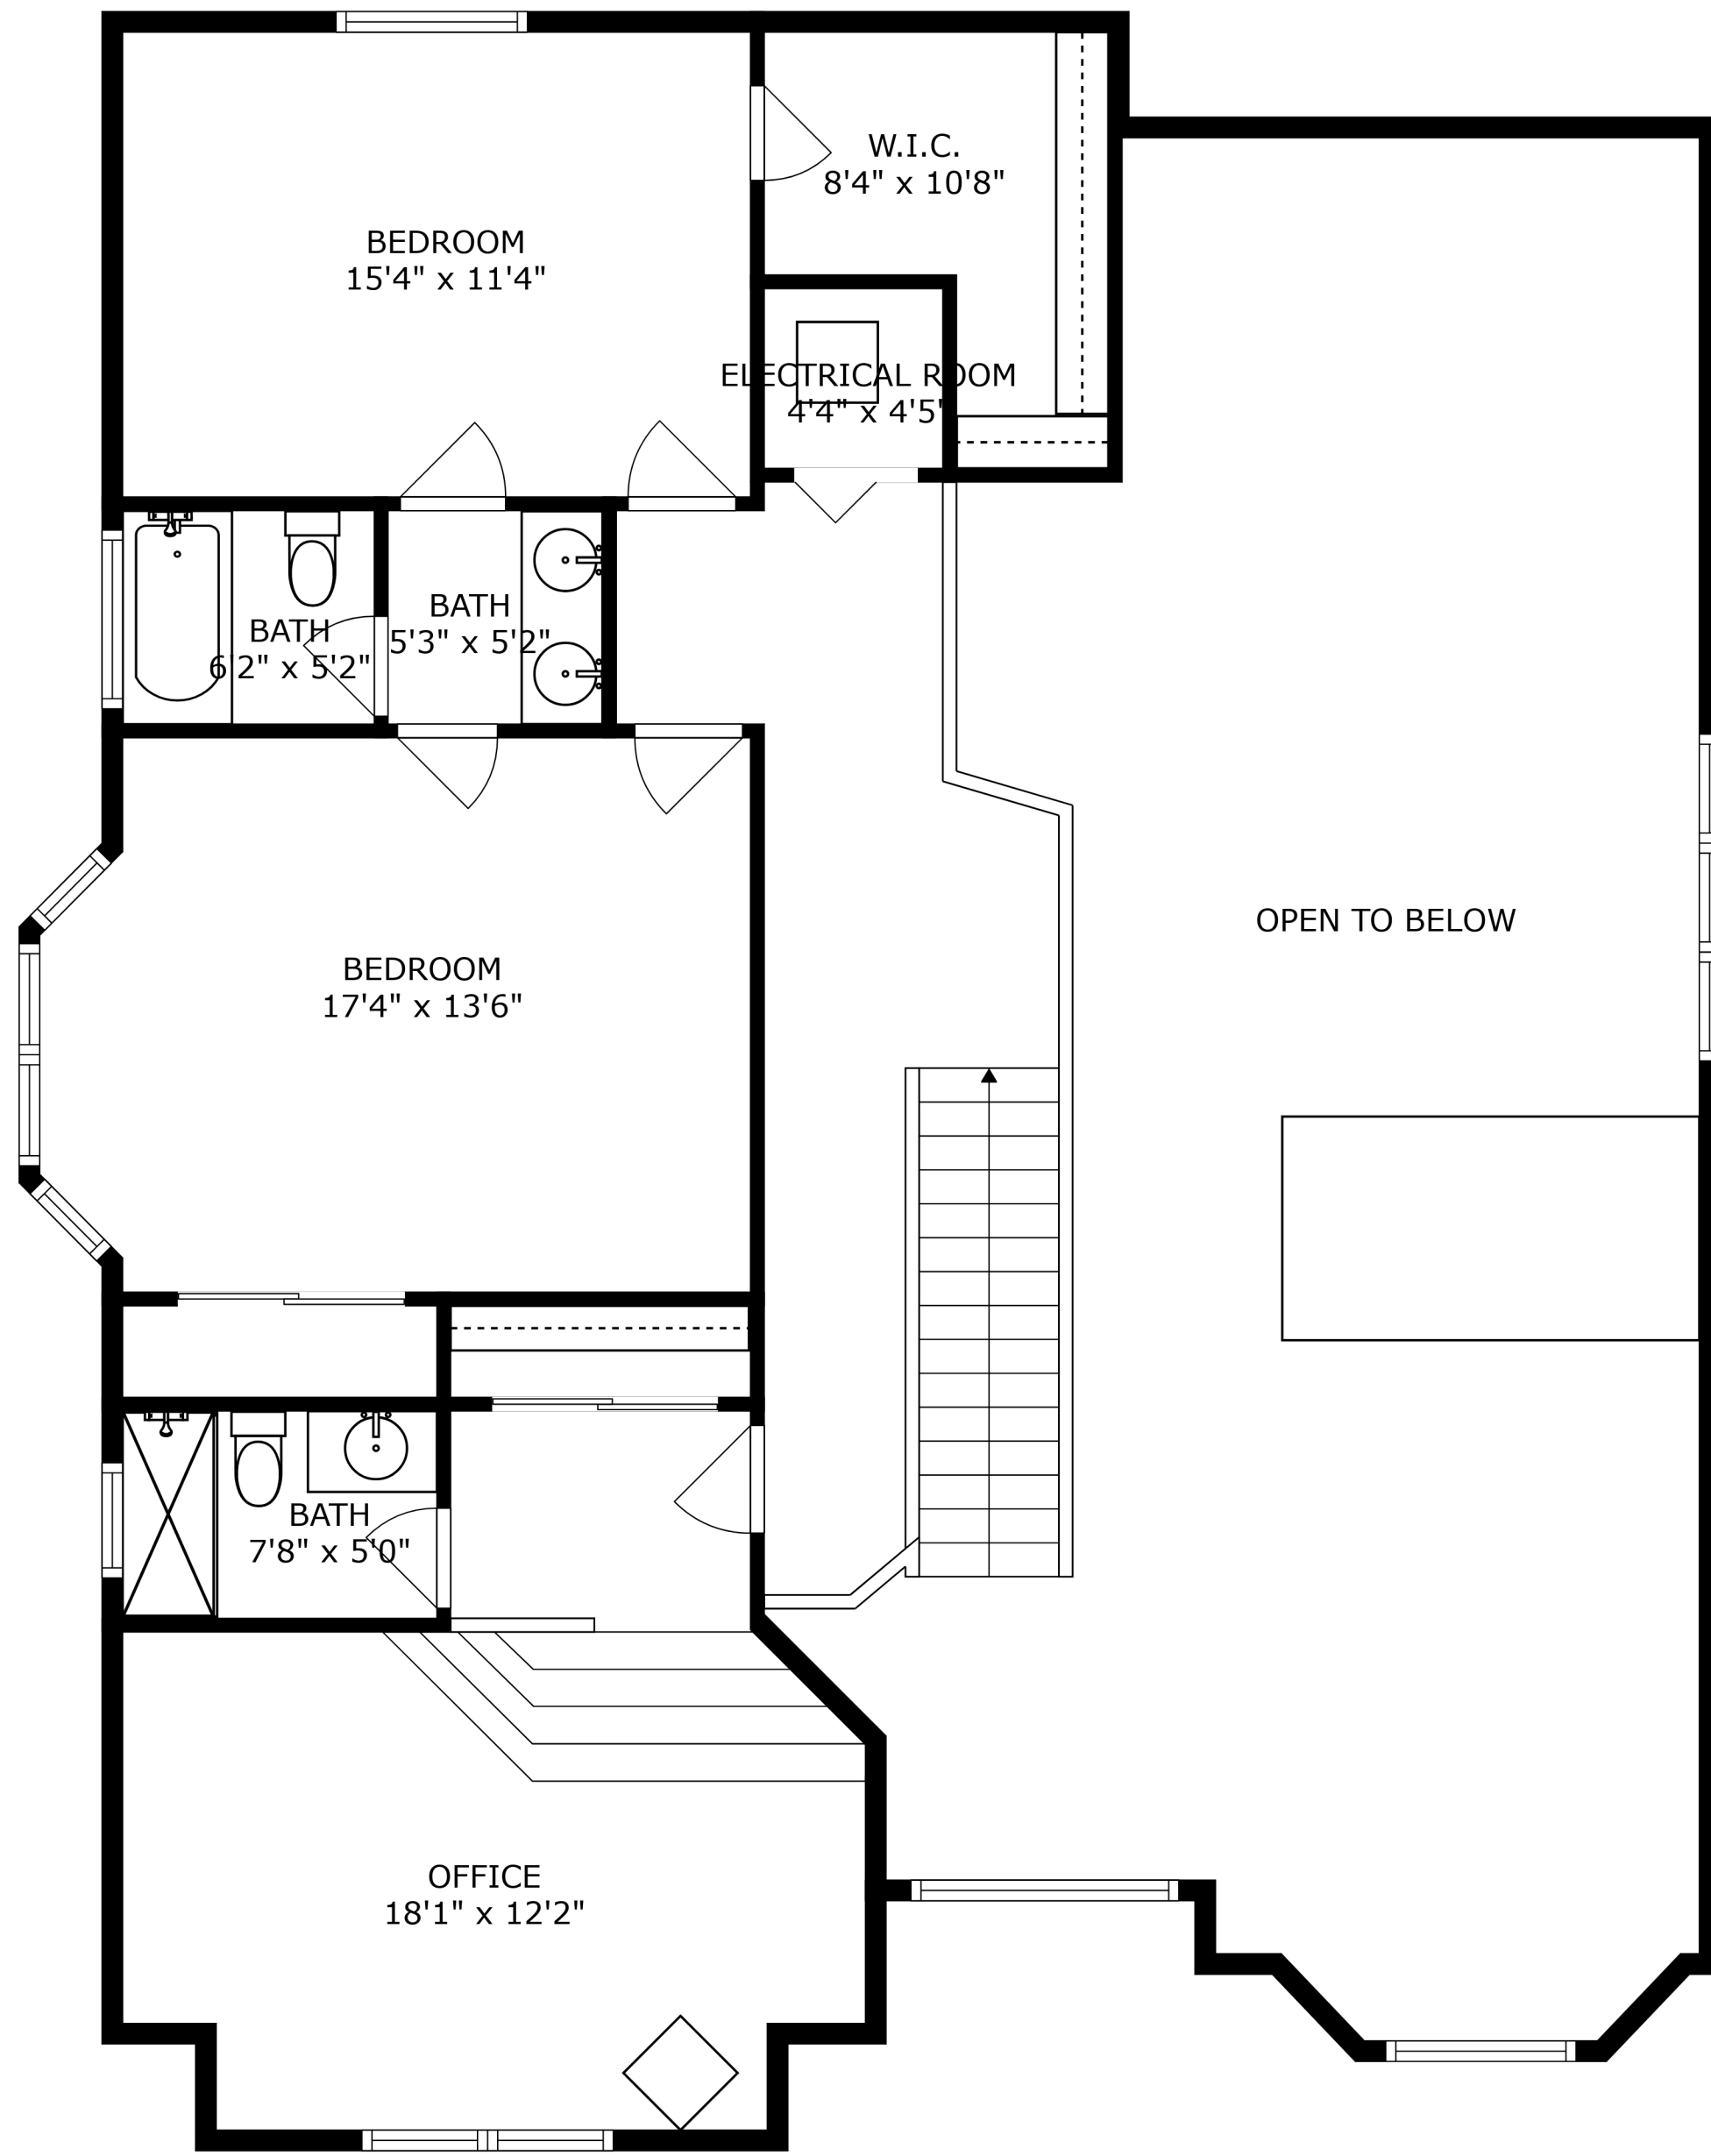 W.I.C.
8'4" x 10'8"
BEDROOM
15'4" x 11'4"
ELECTRICAL ROOM
4'4" x 4'5"
BATH
5'3" x 5'2"
BATH
6'2" x 5'2"
OPEN TO BELOW
BEDROOM
17'4" x 13'6"
BATH
7'8" x 5'0"
OFFICE
18'1" x 12'2"